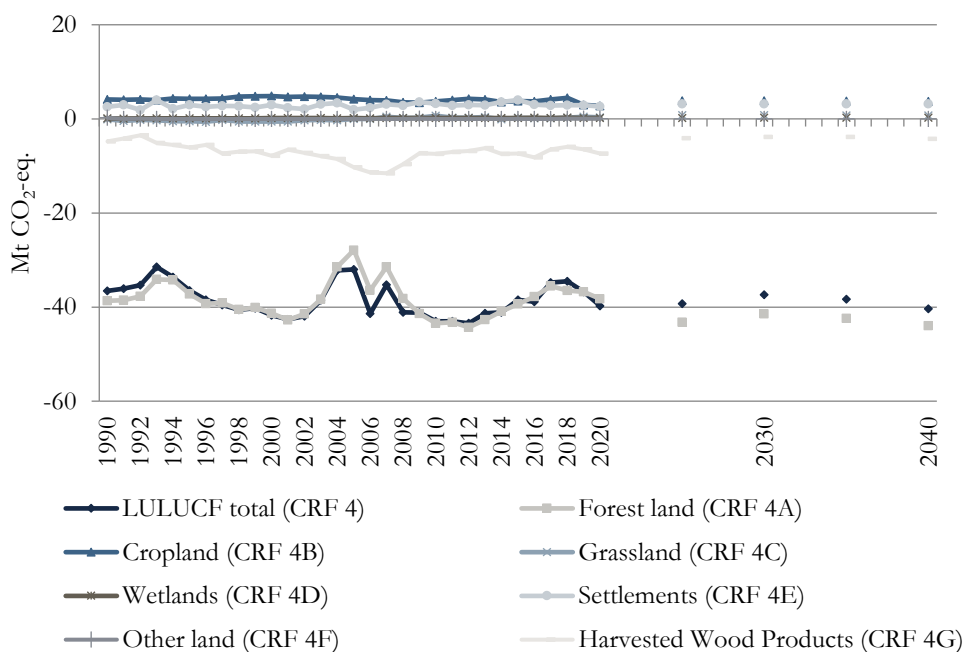 20
0
-20
-40
-60
Mt CO₂-eq.
1990
1992
1994
1996
1998
2000
2002
2004
2006
2008
2010
2012
2014
2016
2018
2020
2030
2040
LULUCF total (CRF 4)
Forest land (CRF 4A)
Cropland (CRF 4B)
Grassland (CRF 4C)
Wetlands (CRF 4D)
Settlements (CRF 4E)
Other land (CRF 4F)
Harvested Wood Products (CRF 4G)